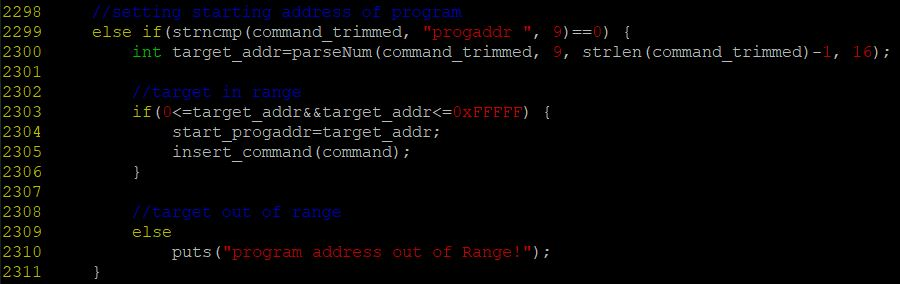 2298     //setting starting address of program
2299     else if(strncmp(command_trimmed, "progaddr ", 9)==0) {
2300         int target_addr=parseNum(command_trimmed, 9, strlen(command_trimmed)-1, 16);
2301
2302         //target in range
2303         if(0<=target_addr&&target_addr<=0xFFFFF) {
2304             start_progaddr=target_addr;
2305             insert_command(command);
2306         }
2307
2308         //target out of range
2309         else
2310             puts("program address out of Range!");
2311     }